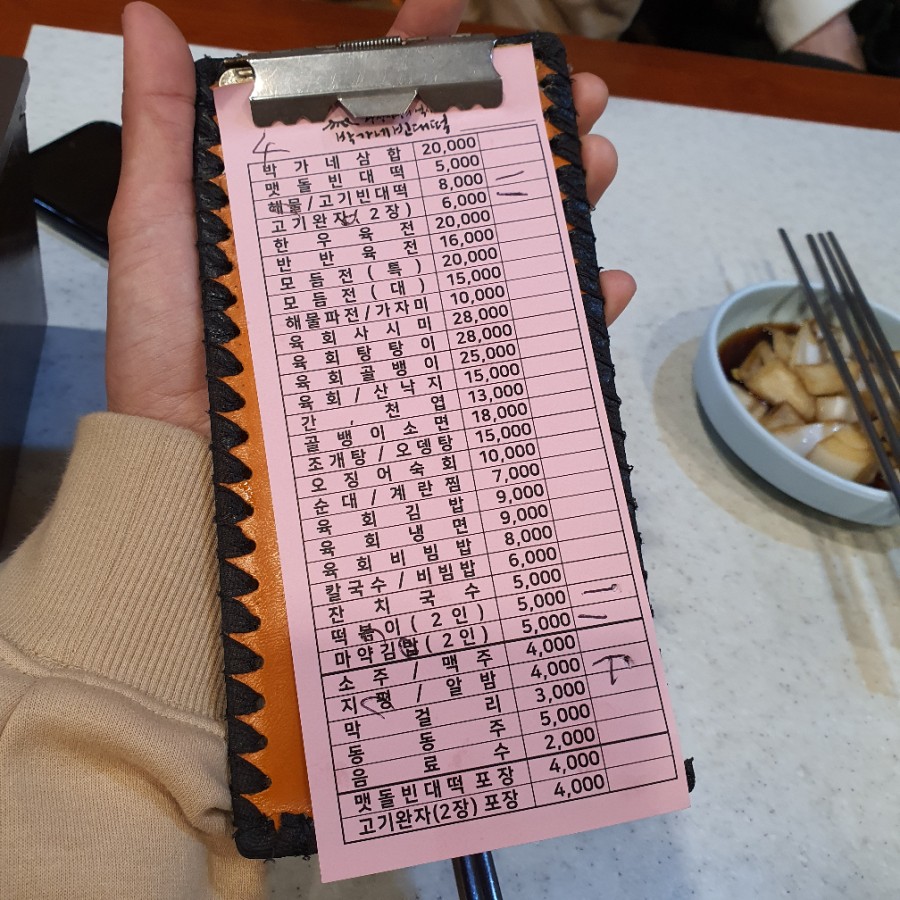 박가네빈대떡
4
박가네삼합 20,000
맷돌빈대떡 5,000
해물/고기빈대떡 8,000
고기완자(2장) 6,000
한우육전 20,000
반반육전 16,000
모듬전(특) 20,000
모듬전(대) 15,000
해물파전/가자미 10,000
육회사시미 28,000
육회탕탕이 28,000
육회골뱅이 25,000
육회/산낙지 15,000
간,천엽 13,000
골뱅이소면 18,000
조개탕/오뎅탕 15,000
오징어숙회 10,000
순대/계란찜 7,000
육회김밥 9,000
육회냉면 9,000
육회비빔밥 8,000
칼국수/비빔밥 6,000
잔치국수 5,000
떡볶이(2인) 5,000
마약김밥(2인) 5,000
소주/맥주 4,000
지평/알밤 4,000
막걸리 3,000
동동주 5,000
음료수 2,000
맷돌빈대떡 포장 4,000
고기완자(2장) 포장 4,000